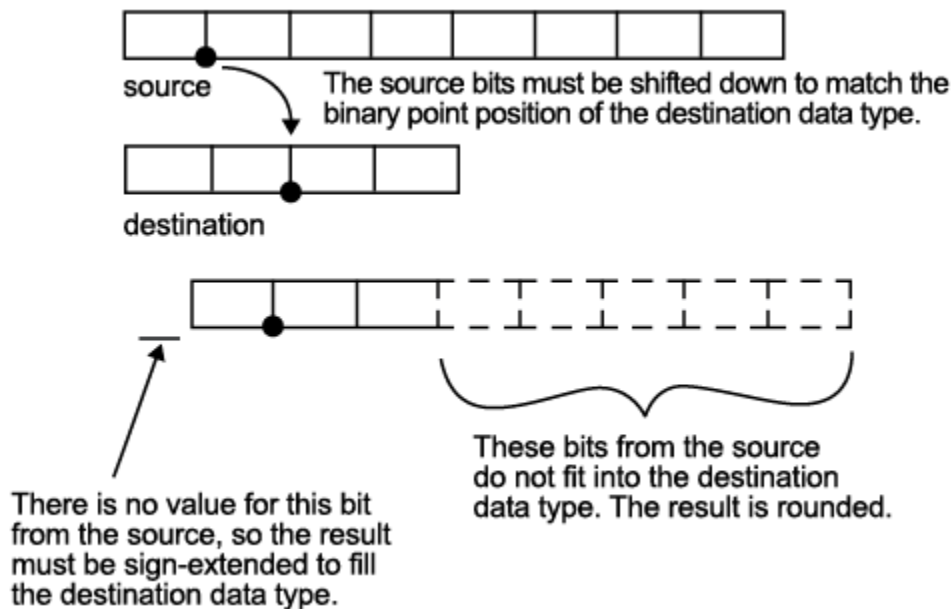 source
The source bits must be shifted down to match the
binary point position of the destination data type.
destination
These bits from the source
do not fit into the destination
data type. The result is rounded.
There is no value for this bit
from the source, so the result
must be sign-extended to fill
the destination data type.